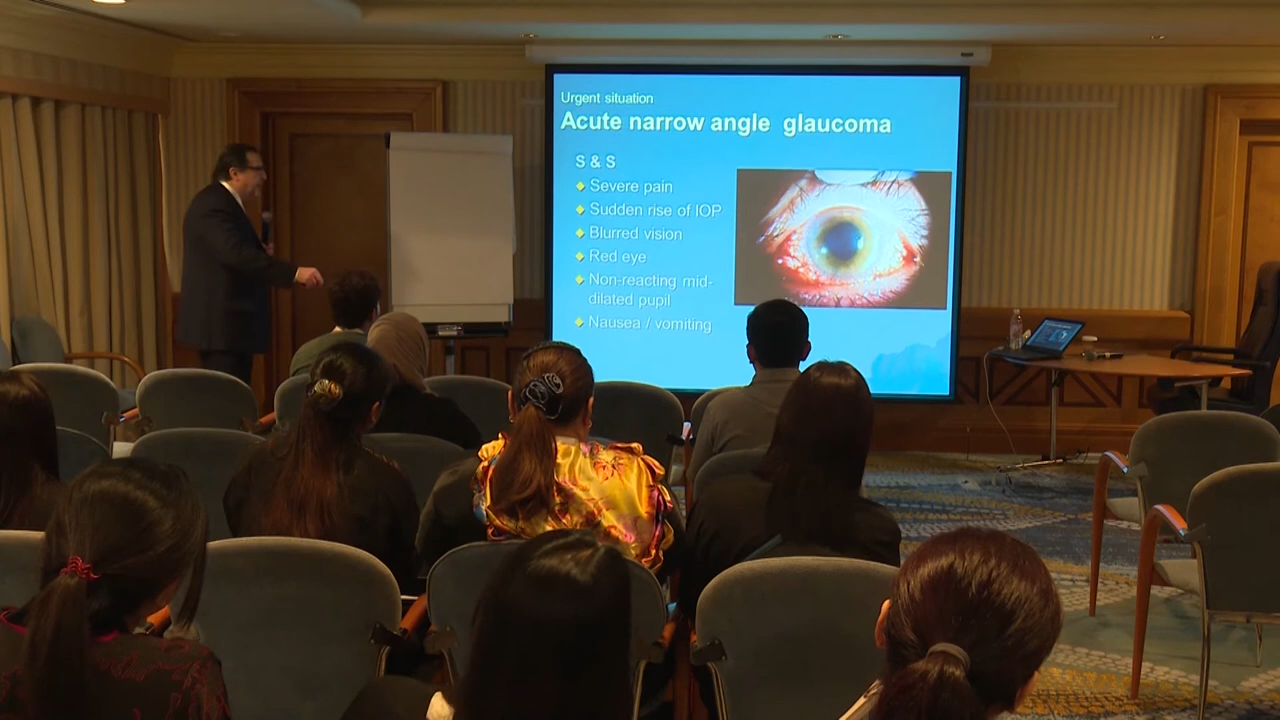 Urgent situation
Acute narrow angle glaucoma
S & S
Severe pain
Sudden rise of IOP
Blurred vision
Red eye
Non-reacting mid-
dilated pupil
Nausea / vomiting